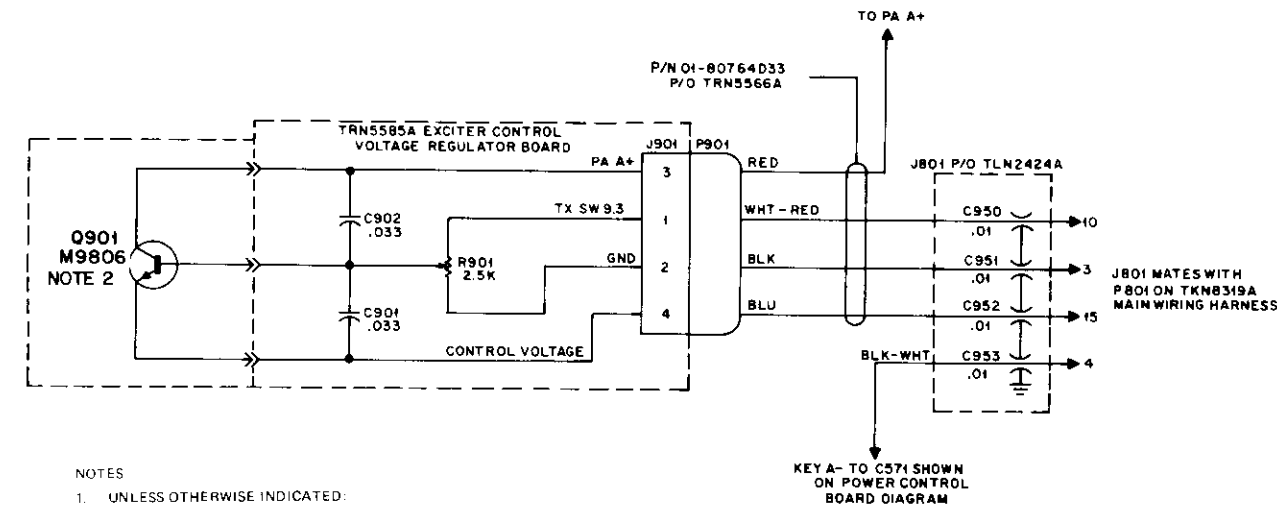 TO PA A+
P/N 01-80764D33
P/O TRN5566A
TRN5585A EXCITER CONTROL
VOLTAGE REGULATOR BOARD
J901
P901
J801 P/O TLN2424A
PA A+
3
RED
C902
.033
TX SW 9.3
1
WHT-RED
C950
.01
10
Q901
M9806
NOTE 2
R901
2.5K
GND
2
BLK
C951
.01
3
J801 MATES WITH
P801 ON TKN8319A
MAIN WIRING HARNESS
C901
.033
4
BLU
C952
.01
15
CONTROL VOLTAGE
BLK-WHT
C953
.01
4
KEY A- TO C571 SHOWN
ON POWER CONTROL
BOARD DIAGRAM
NOTES
1. UNLESS OTHERWISE INDICATED: